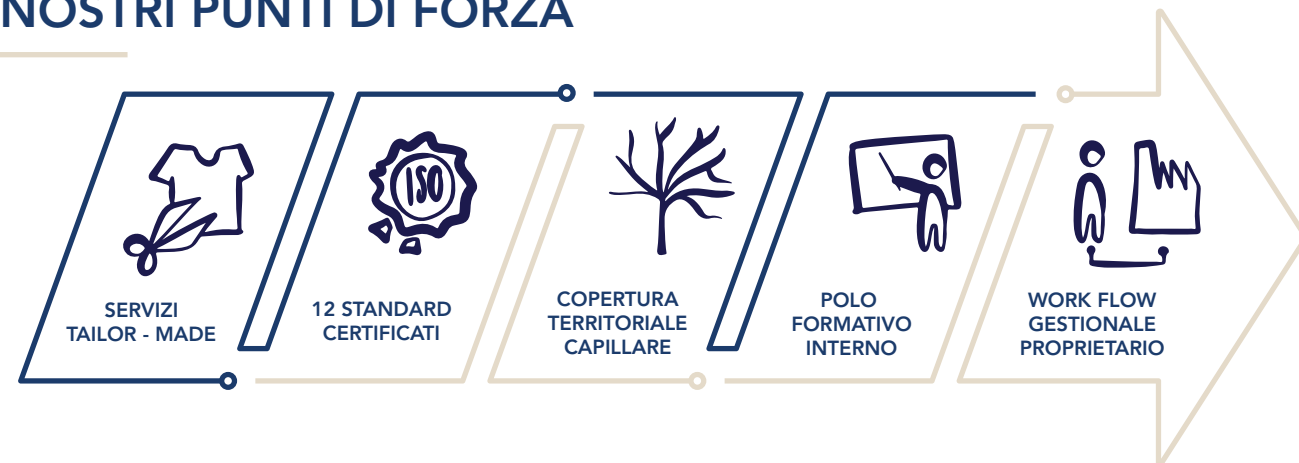 NOSTRI PUNTI DI FORZA
ISO
SERVIZI
TAILOR - MADE
12 STANDARD
CERTIFICATI
COPERTURA
TERRITORIALE
CAPILLARE
POLO
FORMATIVO
INTERNO
WORK FLOW
GESTIONALE
PROPRIETARIO